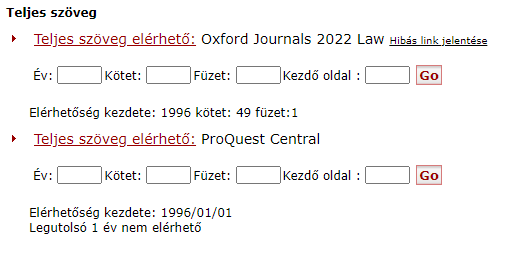 Teljes szöveg
Teljes szöveg elérhető: Oxford Journals 2022 Law Hibás link jelentése
Év: Kötet: Füzet: Kezdő oldal : Go
Elérhetőség kezdete: 1996 kötet: 49 füzet:1
Teljes szöveg elérhető: ProQuest Central
Év: Kötet: Füzet: Kezdő oldal : Go
Elérhetőség kezdete: 1996/01/01
Legutolsó 1 év nem elérhető